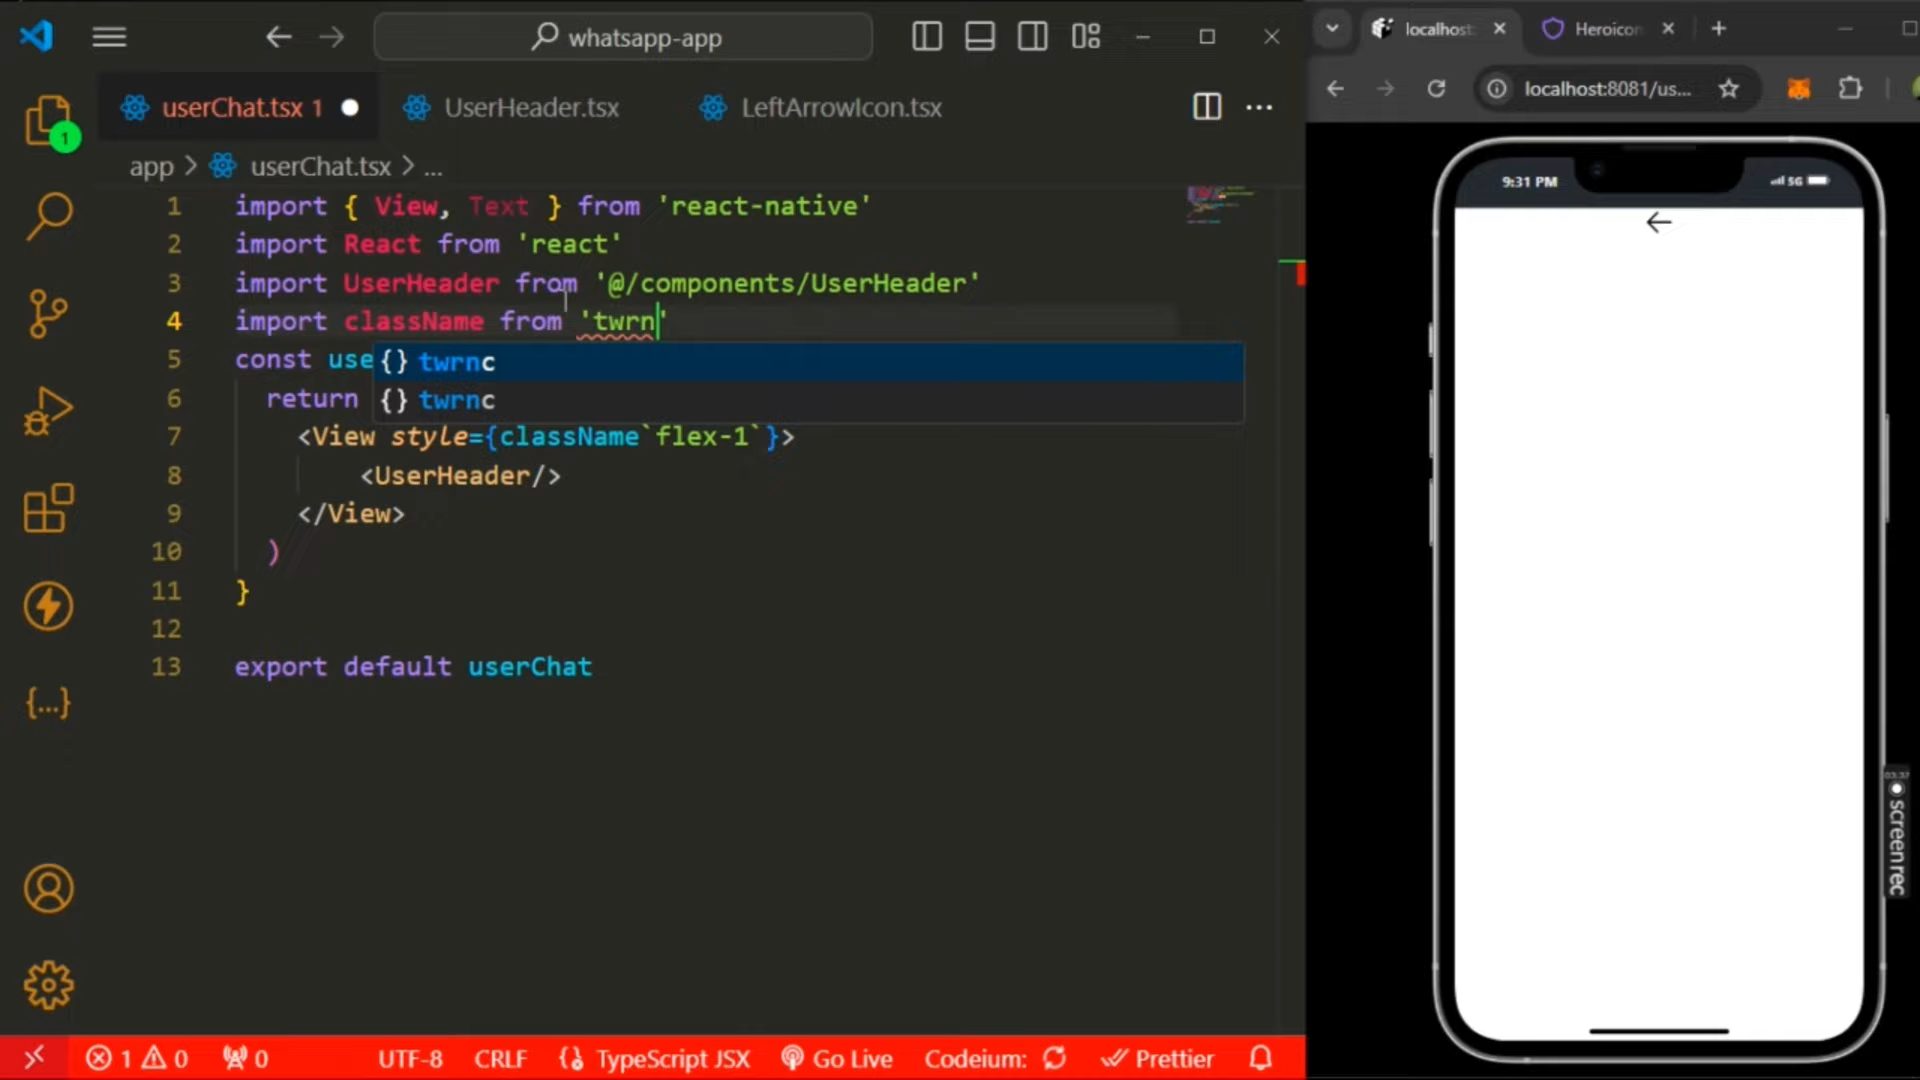 whatsapp-app
userChat.tsx 1
UserHeader.tsx
LeftArrowIcon.tsx
app > userChat.tsx > ...
1 import { View, Text } from 'react-native'
2 import React from 'react'
3 import UserHeader from '@/components/UserHeader'
4 import className from 'twrn'
5 const use
{} twrnc
6 return
{} twrnc
7 <View style={className`flex-1`}>
8 <UserHeader/>
9 </View>
10 )
11 }
12
13 export default userChat
1
{...}
1 0
0
UTF-8
CRLF
TypeScript JSX
Go Live
Codeium:
Prettier
localhost:
Heroicon
localhost:8081/us...
9:31 PM
5G
03:37
screenrec